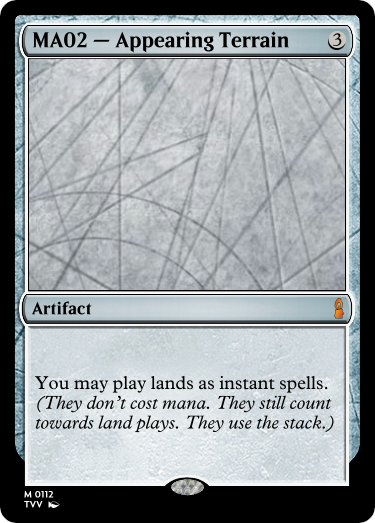 MA02 — Appearing Terrain 3
Artifact
You may play lands as instant spells.
(They don't cost mana. They still count
towards land plays. They use the stack.)
M 0112
TVV